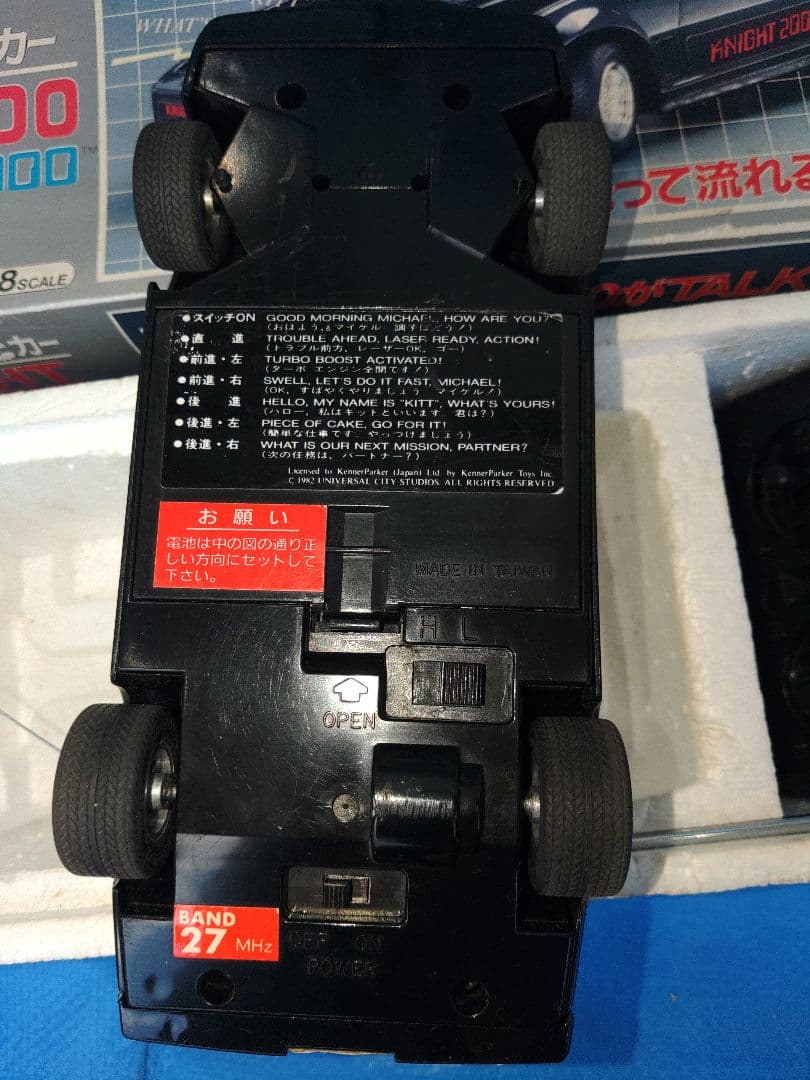 WHAT'S
カー
00
000™
8 SCALE
カー
KNIGHT 200
って流れる
がTALK
●スイッチON GOOD MORNING MICHAEL, HOW ARE YOU?
(おはようマイケル 調子はどう!)
●直 進 TROUBLE AHEAD, LASER READY, ACTION!
(トラブル前方, レーザーOK, ゴー)
●前進・左 TURBO BOOST ACTIVATED!
(ターボ エンジン全開です!)
●前進・右 SWELL, LET'S DO IT FAST, MICHAEL!
(OK, すばやくやりましょう マイケル!)
●後 進 HELLO, MY NAME IS "KITT", WHAT'S YOURS!
(ハロー, 私はキットといいます 君は?)
●後進・左 PIECE OF CAKE, GO FOR IT!
(簡単な仕事です やっつけましょう)
●後進・右 WHAT IS OUR NEXT MISSION, PARTNER?
(次の任務は, パートナー?)
Licensed to KennerParker (Japan) Ltd. by KennerParker Toys Inc
© 1982 UNIVERSAL CITY STUDIOS. ALL RIGHTS RESERVED
お願い
電池は中の図の通り正
しい方向にセットして
下さい。
MADE IN TAIWAN
H L
OPEN
BAND
27 MHz
OFF ON
POWER